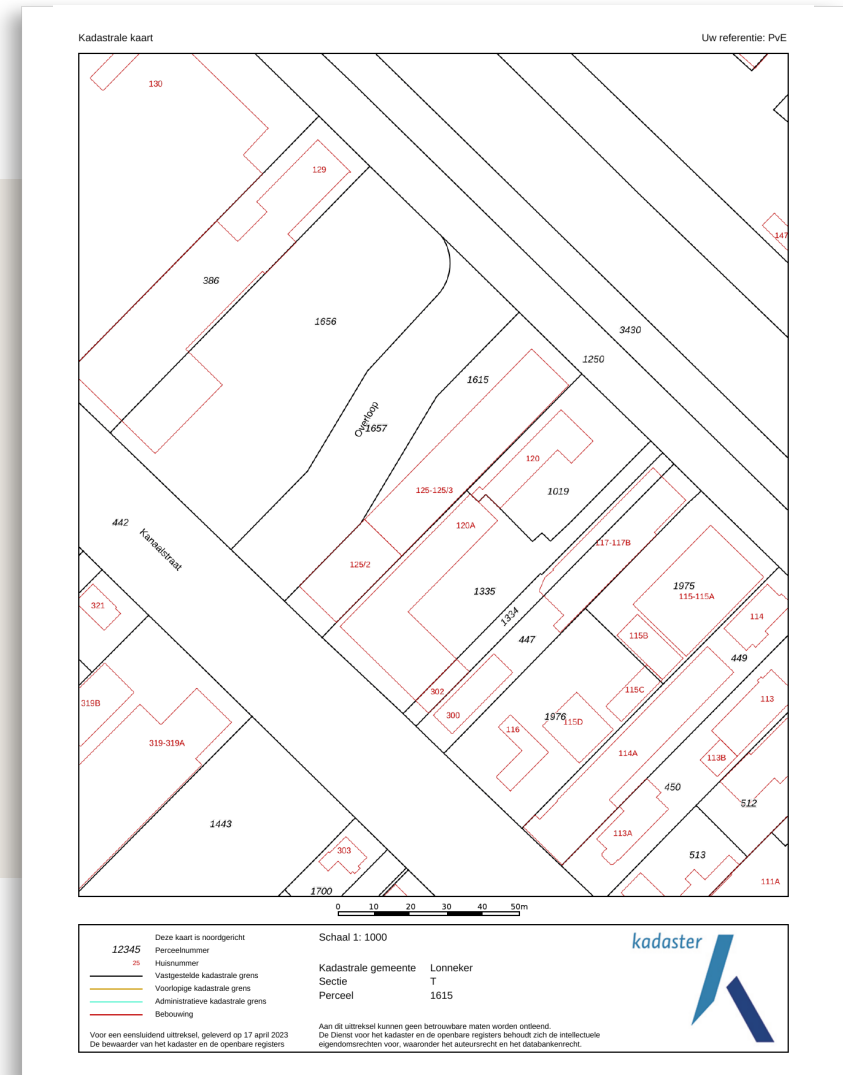 Kadastrale kaart
Uw referentie: PvE
130
129
147
386
1656
3430
1250
1615
Overloop
1657
120
125-125/3
1019
120A
442
Kanaalstraat
117-117B
125/2
1335
1975
115-115A
1334
321
114
115B
447
449
302
115C
319B
300
1976
115D
113
116
319-319A
114A
113B
450
512
1443
113A
303
513
111A
1700
0 10 20 30 40 50m
Deze kaart is noordgericht
12345 Perceelnummer
25 Huisnummer
Vastgestelde kadastrale grens
Voorlopige kadastrale grens
Administratieve kadastrale grens
Bebouwing
Voor een eensluidend uittreksel, geleverd op 17 april 2023
De bewaarder van het kadaster en de openbare registers
Schaal 1: 1000
Kadastrale gemeente Lonneker
Sectie T
Perceel 1615
Aan dit uittreksel kunnen geen betrouwbare maten worden ontleend.
De Dienst voor het kadaster en de openbare registers behoudt zich de intellectuele
eigendomsrechten voor, waaronder het auteursrecht en het databankenrecht.
kadaster